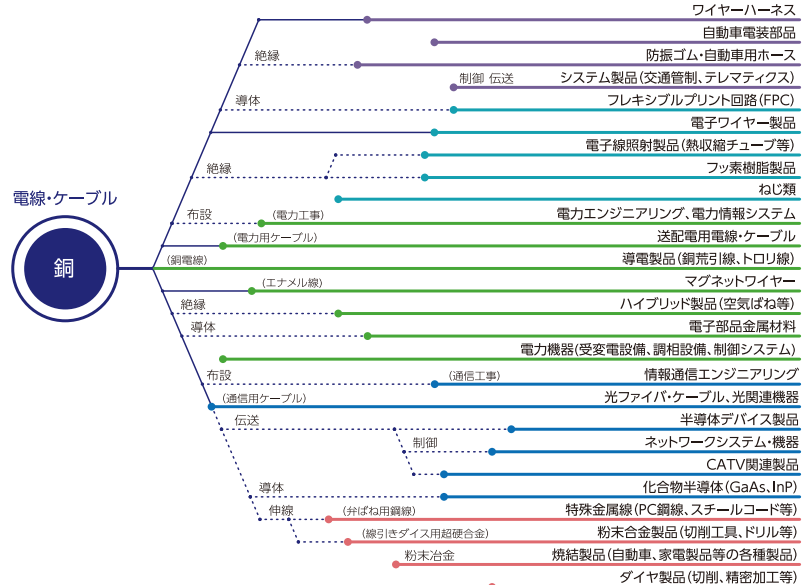 ワイヤーハーネス
自動車電装部品
絶縁 防振ゴム・自動車用ホース
制御 伝送 システム製品(交通管制、テレマティクス)
導体 フレキシブルプリント回路(FPC)
電子ワイヤー製品
電子線照射製品(熱収縮チューブ等)
絶縁 フッ素樹脂製品
ねじ類
電線・ケーブル
布設 (電力工事) 電力エンジニアリング、電力情報システム
(電力用ケーブル) 送配電用電線・ケーブル
銅 (銅電線) 導電製品(銅荒引線、トロリ線)
(エナメル線) マグネットワイヤー
絶縁 ハイブリッド製品(空気ばね等)
導体 電子部品金属材料
電力機器(受変電設備、調相設備、制御システム)
布設 (通信工事) 情報通信エンジニアリング
(通信用ケーブル) 光ファイバ・ケーブル、光関連機器
伝送 半導体デバイス製品
制御 ネットワークシステム・機器
CATV関連製品
導体 化合物半導体(GaAs、InP)
伸線 (弁ばね用鋼線) 特殊金属線(PC鋼線、スチールコード等)
(線引きダイス用超硬合金) 粉末合金製品(切削工具、ドリル等)
粉末冶金 焼結製品(自動車、家電製品等の各種製品)
ダイヤ製品(切削、精密加工等)